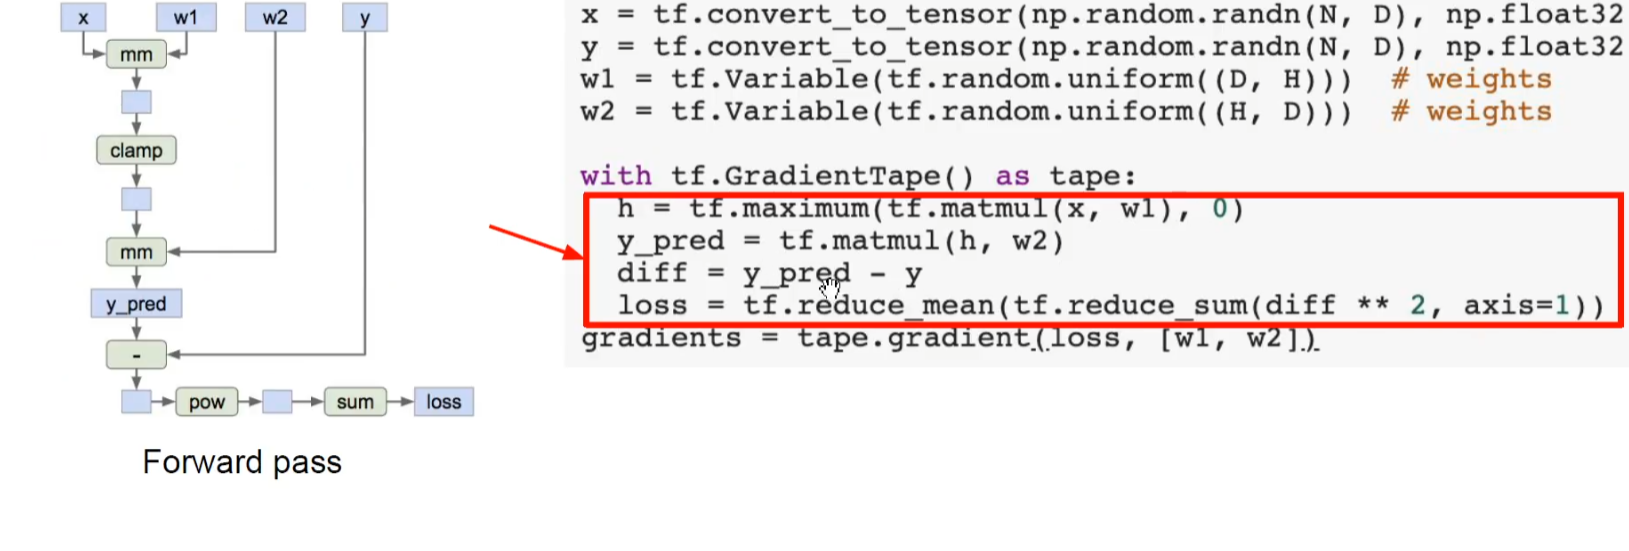 x w1 w2 y
mm
clamp
mm
y_pred
-
pow sum loss
Forward pass
x = tf.convert_to_tensor(np.random.randn(N, D), np.float32
y = tf.convert_to_tensor(np.random.randn(N, D), np.float32
w1 = tf.Variable(tf.random.uniform((D, H))) # weights
w2 = tf.Variable(tf.random.uniform((H, D))) # weights
with tf.GradientTape() as tape:
h = tf.maximum(tf.matmul(x, w1), 0)
y_pred = tf.matmul(h, w2)
diff = y_pred - y
loss = tf.reduce_mean(tf.reduce_sum(diff ** 2, axis=1))
gradients = tape.gradient(loss, [w1, w2])